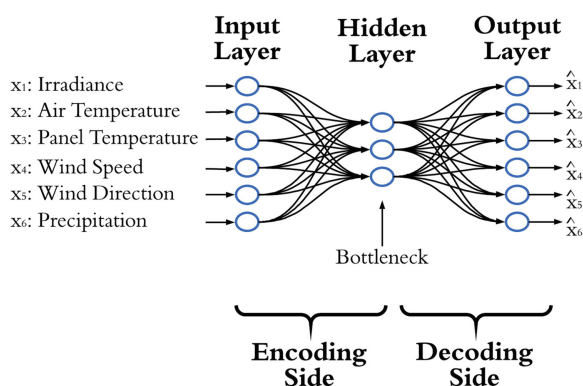 Input
Layer
Hidden
Layer
Output
Layer
x₁: Irradiance
x₂: Air Temperature
x₃: Panel Temperature
x₄: Wind Speed
x₅: Wind Direction
x₆: Precipitation
x̂₁
x̂₂
x̂₃
x̂₄
x̂₅
x̂₆
Bottleneck
Encoding
Side
Decoding
Side